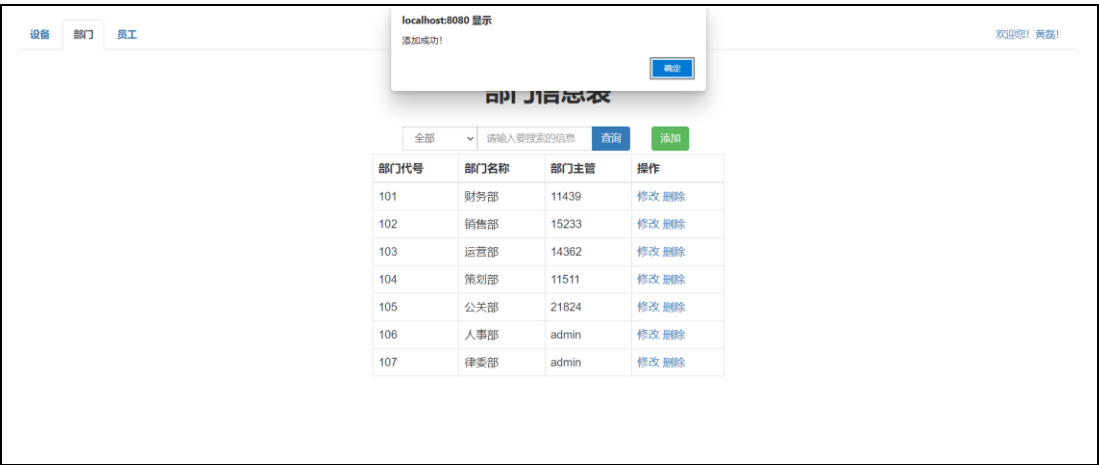 localhost:8080 显示
添加成功!
确定
设备 部门 员工 欢迎您! 黄磊!
部门信息表
全部 请输入要搜索的信息 查询 添加
部门代号 部门名称 部门主管 操作
101 财务部 11439 修改 删除
102 销售部 15233 修改 删除
103 运营部 14362 修改 删除
104 策划部 11511 修改 删除
105 公关部 21824 修改 删除
106 人事部 admin 修改 删除
107 律委部 admin 修改 删除